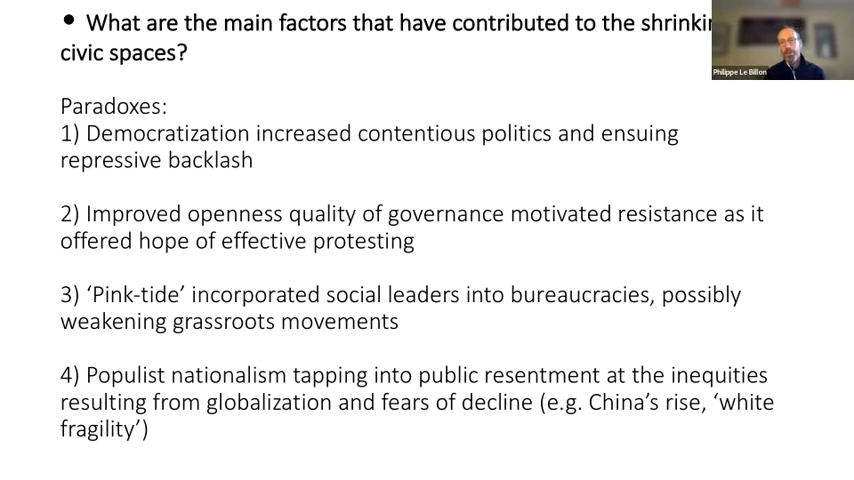 • What are the main factors that have contributed to the
civic spaces?
Philippe Le Billon
Paradoxes:
1) Democratization increased contentious politics and ensuing
repressive backlash
2) Improved openness quality of governance motivated resistance as it
offered hope of effective protesting
3) ‘Pink-tide’ incorporated social leaders into bureaucracies, possibly
weakening grassroots movements
4) Populist nationalism tapping into public resentment at the inequities
resulting from globalization and fears of decline (e.g. China’s rise, ‘white
fragility’)